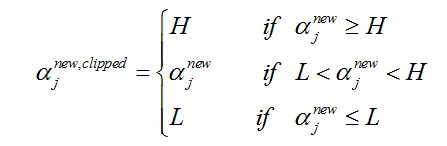 H if α_j^new ≥ H
α_j^new,clipped = { α_j^new if L < α_j^new < H
L if α_j^new ≤ L